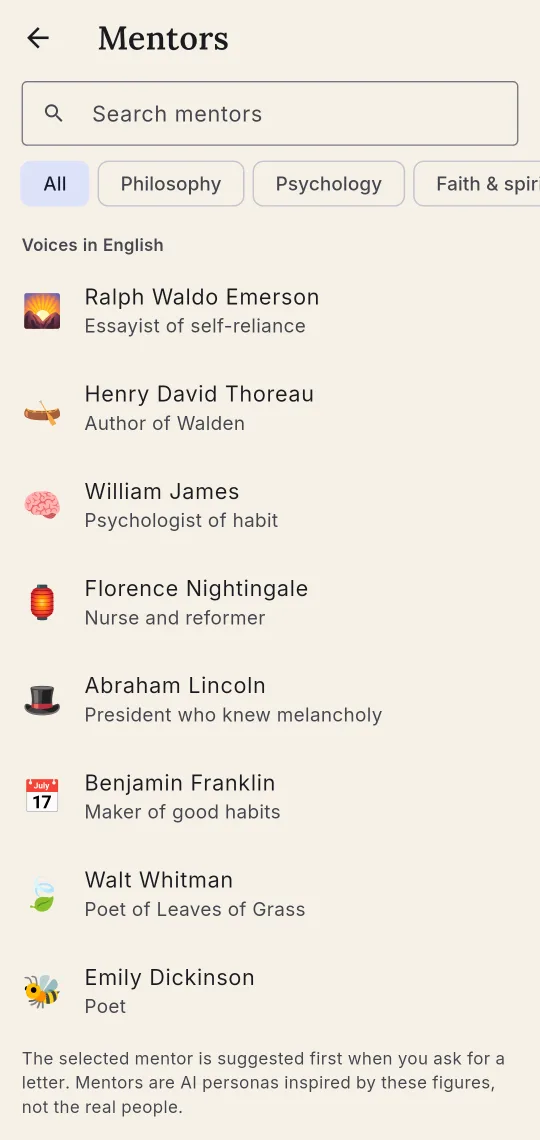 Mentors
Search mentors
All
Philosophy
Psychology
Faith & spiri
Voices in English
Ralph Waldo Emerson
Essayist of self-reliance
Henry David Thoreau
Author of Walden
William James
Psychologist of habit
Florence Nightingale
Nurse and reformer
Abraham Lincoln
President who knew melancholy
July
17
Benjamin Franklin
Maker of good habits
Walt Whitman
Poet of Leaves of Grass
Emily Dickinson
Poet
The selected mentor is suggested first when you ask for a
letter. Mentors are AI personas inspired by these figures,
not the real people.